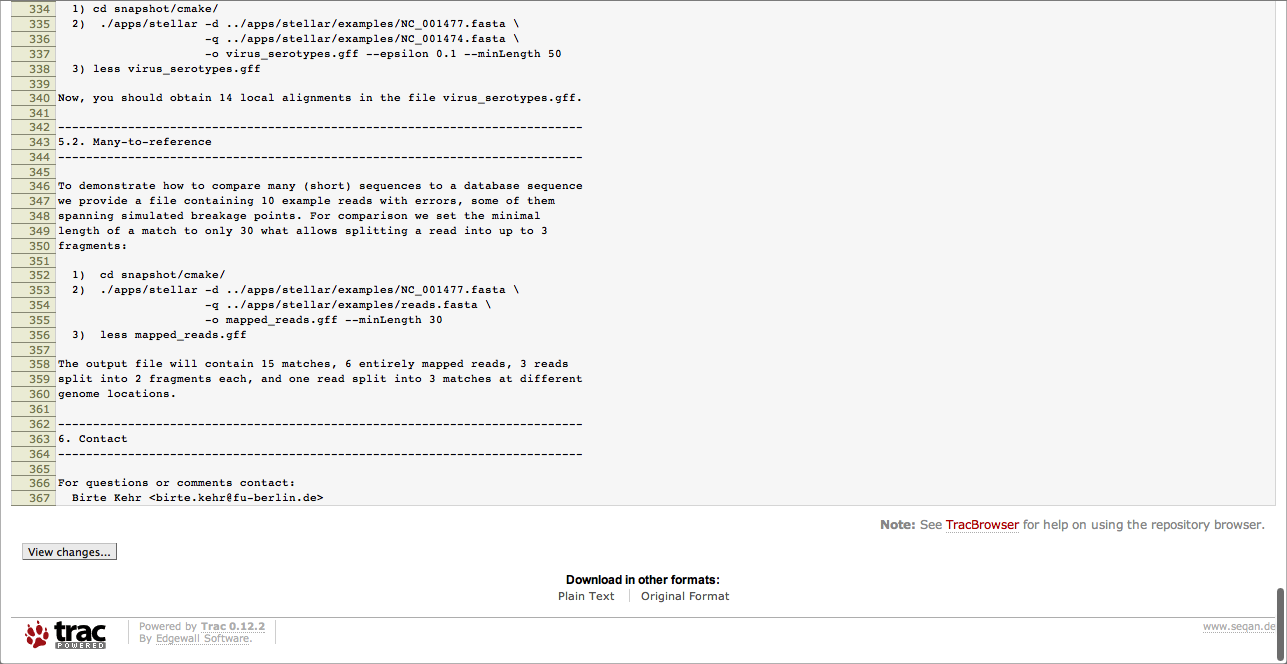 334 1) cd snapshot/cmake/
335 2)  ./apps/stellar -d ../apps/stellar/examples/NC_001477.fasta \
336 -q ../apps/stellar/examples/NC_001474.fasta \
337 -o virus_serotypes.gff --epsilon 0.1 --minLength 50
338 3) less virus_serotypes.gff
339
340 Now, you should obtain 14 local alignments in the file virus_serotypes.gff.
341
342 ---------------------------------------------------------------------------
343 5.2. Many-to-reference
344 ---------------------------------------------------------------------------
345
346 To demonstrate how to compare many (short) sequences to a database sequence
347 we provide a file containing 10 example reads with errors, some of them
348 spanning simulated breakage points. For comparison we set the minimal
349 length of a match to only 30 what allows splitting a read into up to 3
350 fragments:
351
352 1)  cd snapshot/cmake/
353 2)  ./apps/stellar -d ../apps/stellar/examples/NC_001477.fasta \
354 -q ../apps/stellar/examples/reads.fasta \
355 -o mapped_reads.gff --minLength 30
356 3)  less mapped_reads.gff
357
358 The output file will contain 15 matches, 6 entirely mapped reads, 3 reads
359 split into 2 fragments each, and one read split into 3 matches at different
360 genome locations.
361
362 ---------------------------------------------------------------------------
363 6. Contact
364 ---------------------------------------------------------------------------
365
366 For questions or comments contact:
367 Birte Kehr <birte.kehr@fu-berlin.de>
Note: See TracBrowser for help on using the repository browser.
View changes...
Download in other formats:
Plain Text Original Format
trac POWERED
Powered by Trac 0.12.2
By Edgewall Software.
www.seqan.de